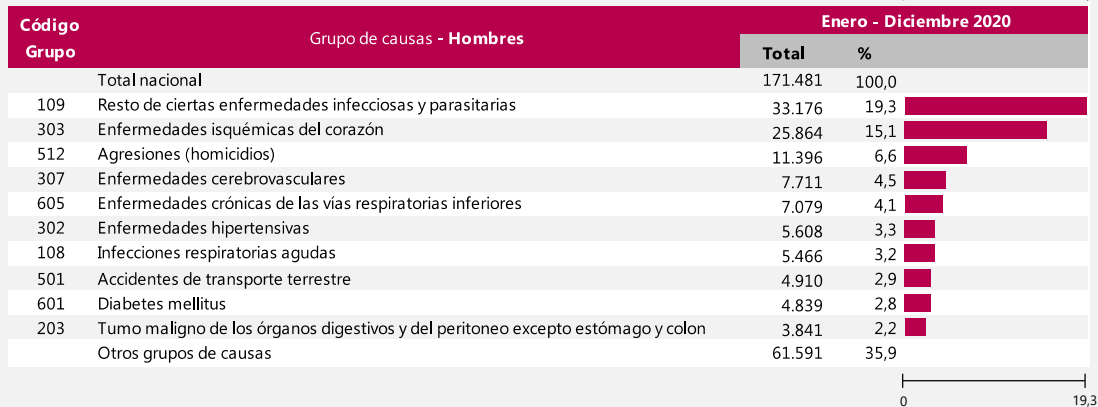 Código Grupo Grupo de causas - Hombres Enero - Diciembre 2020
Total %
Total nacional 171.481 100,0
109 Resto de ciertas enfermedades infecciosas y parasitarias 33.176 19,3
303 Enfermedades isquémicas del corazón 25.864 15,1
512 Agresiones (homicidios) 11.396 6,6
307 Enfermedades cerebrovasculares 7.711 4,5
605 Enfermedades crónicas de las vías respiratorias inferiores 7.079 4,1
302 Enfermedades hipertensivas 5.608 3,3
108 Infecciones respiratorias agudas 5.466 3,2
501 Accidentes de transporte terrestre 4.910 2,9
601 Diabetes mellitus 4.839 2,8
203 Tumo maligno de los órganos digestivos y del peritoneo excepto estómago y colon 3.841 2,2
Otros grupos de causas 61.591 35,9
0 19,3